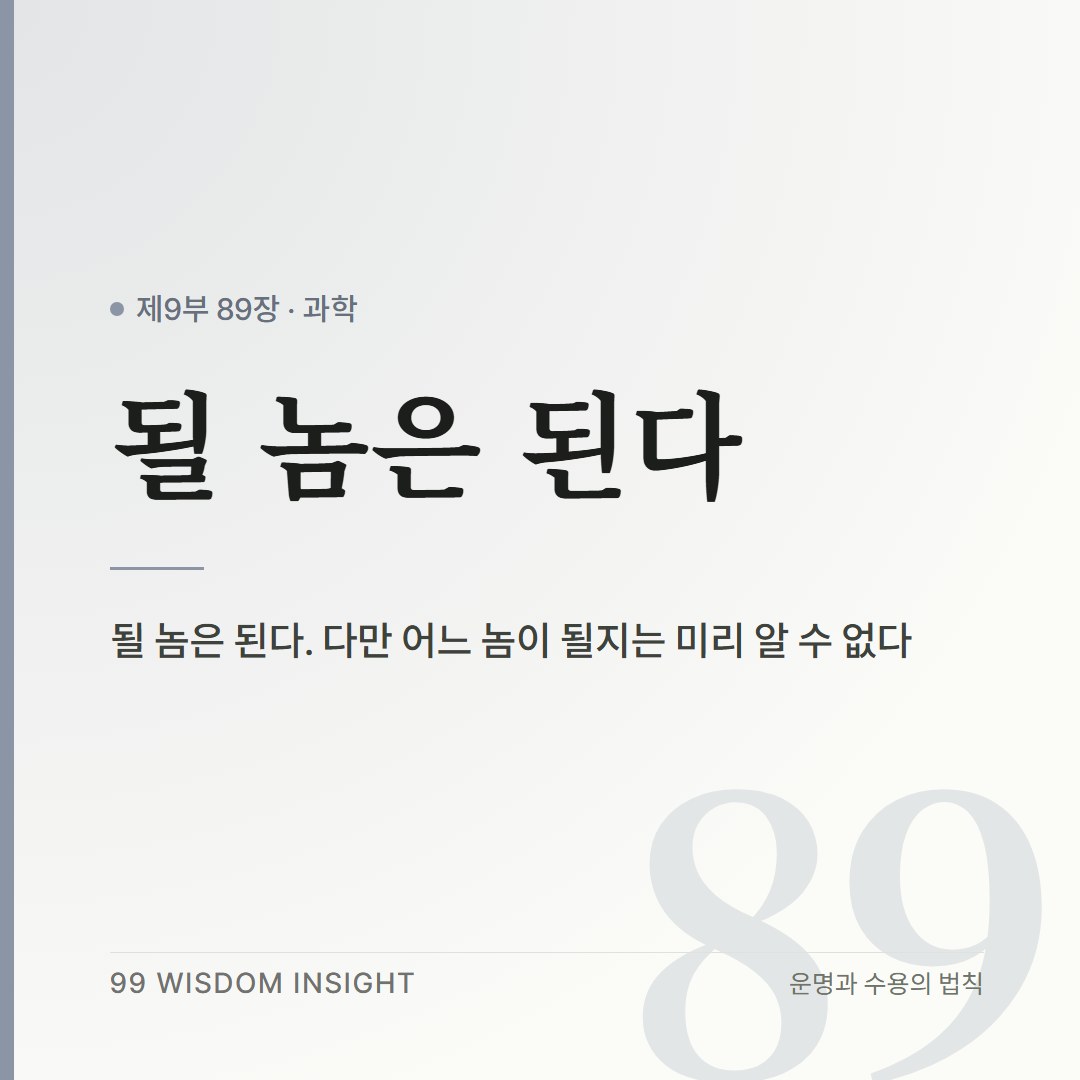 제9부 89장 · 과학
될 놈은 된다
될 놈은 된다. 다만 어느 놈이 될지는 미리 알 수 없다
89
99 WISDOM INSIGHT
운명과 수용의 법칙